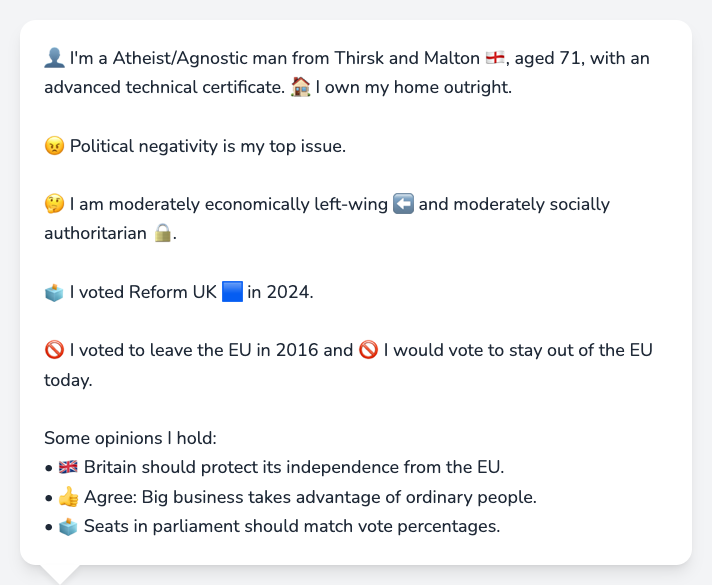 👤 I'm a Atheist/Agnostic man from Thirsk and Malton 🏴󠁧󠁢󠁥󠁮󠁧󠁿, aged 71, with an
advanced technical certificate. 🏠 I own my home outright.
😠 Political negativity is my top issue.
🤔 I am moderately economically left-wing ⬅️ and moderately socially
authoritarian 🔒.
🗳️ I voted Reform UK 🟦 in 2024.
🚫 I voted to leave the EU in 2016 and 🚫 I would vote to stay out of the EU
today.
Some opinions I hold:
• 🇬🇧 Britain should protect its independence from the EU.
• 👍 Agree: Big business takes advantage of ordinary people.
• 🗳️ Seats in parliament should match vote percentages.